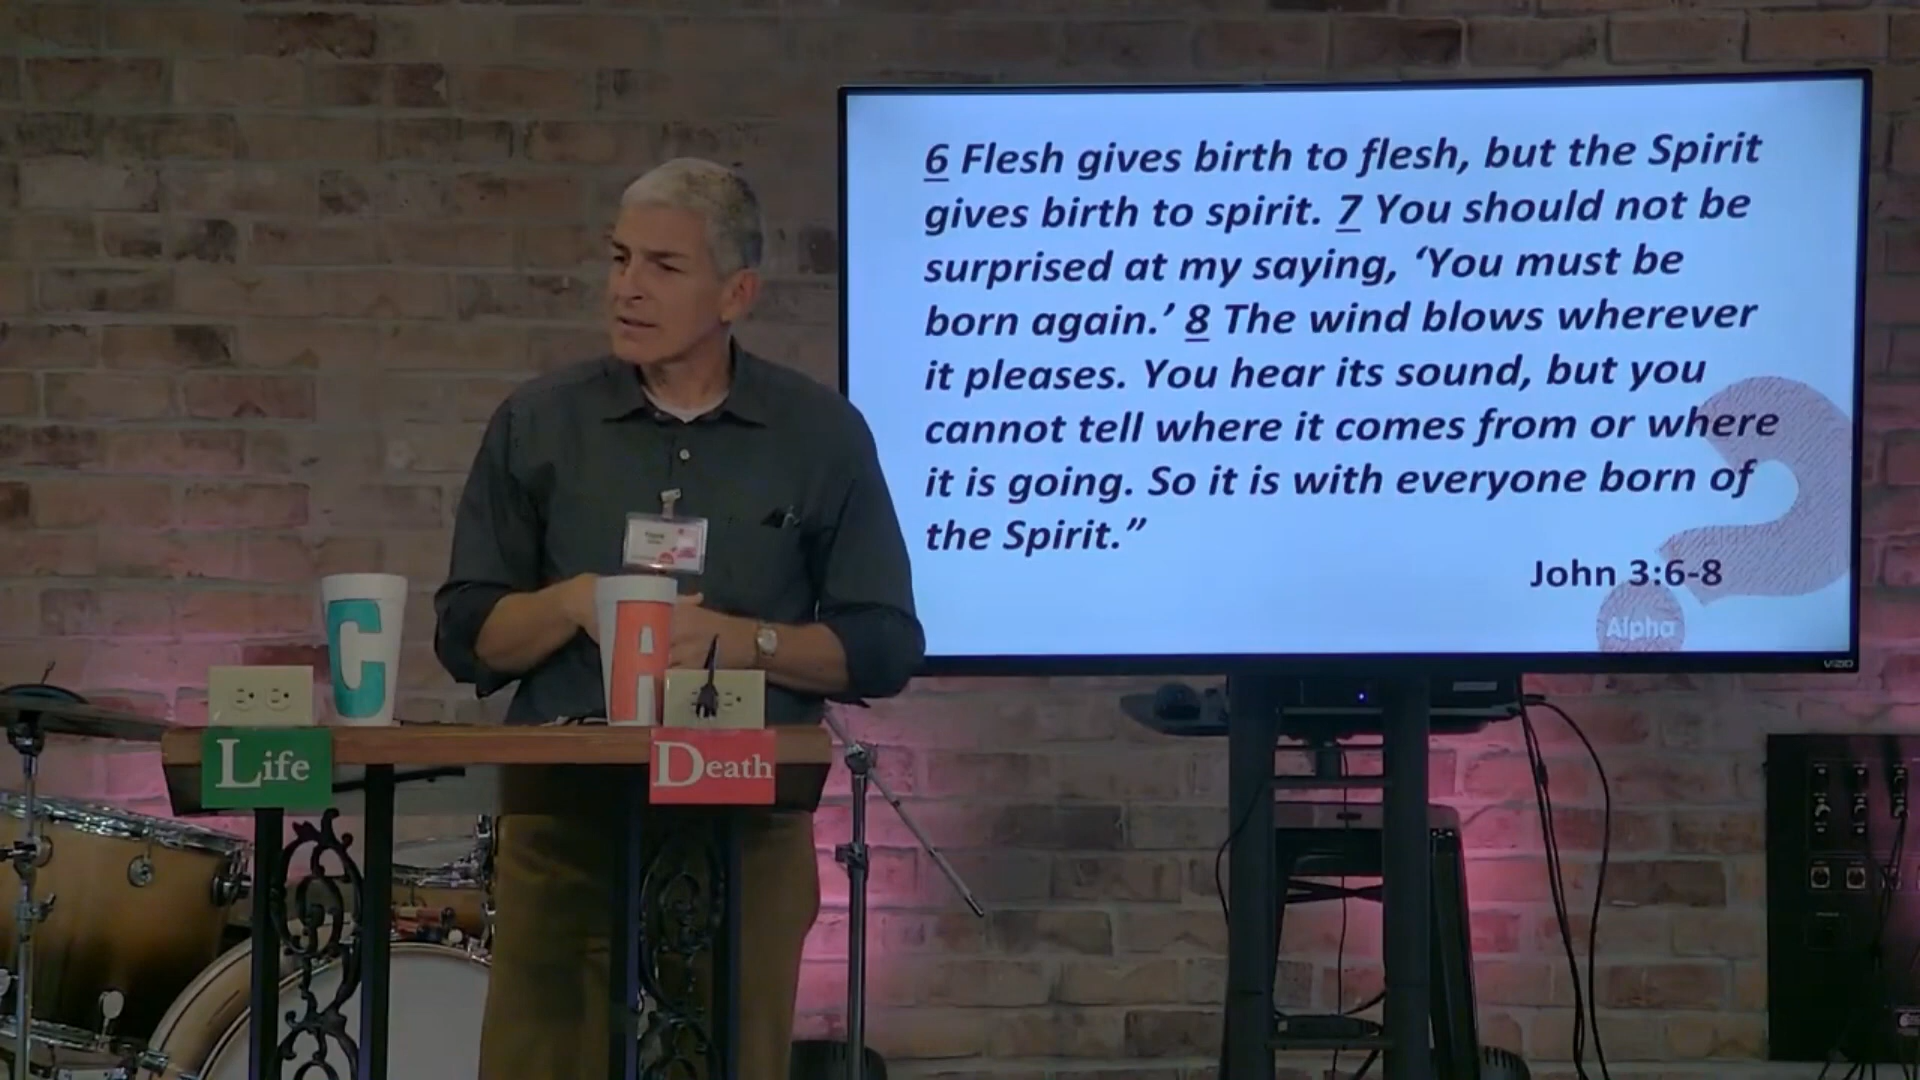 6 Flesh gives birth to flesh, but the Spirit
gives birth to spirit. 7 You should not be
surprised at my saying, ‘You must be
born again.’ 8 The wind blows wherever
it pleases. You hear its sound, but you
cannot tell where it comes from or where
it is going. So it is with everyone born of
the Spirit.”
John 3:6-8
Alpha
VIZIO
C
A
Life
Death